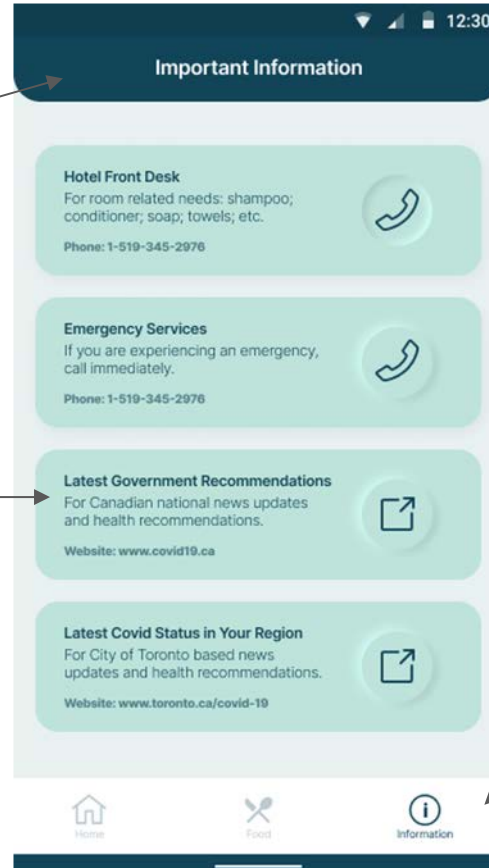 12:30
Important Information
Hotel Front Desk
For room related needs: shampoo;
conditioner; soap; towels; etc.
Phone: 1-519-345-2976
Emergency Services
If you are experiencing an emergency,
call immediately.
Phone: 1-519-345-2976
Latest Government Recommendations
For Canadian national news updates
and health recommendations.
Website: www.covid19.ca
Latest Covid Status in Your Region
For City of Toronto based news
updates and health recommendations.
Website: www.toronto.ca/covid-19
Home
Food
Information